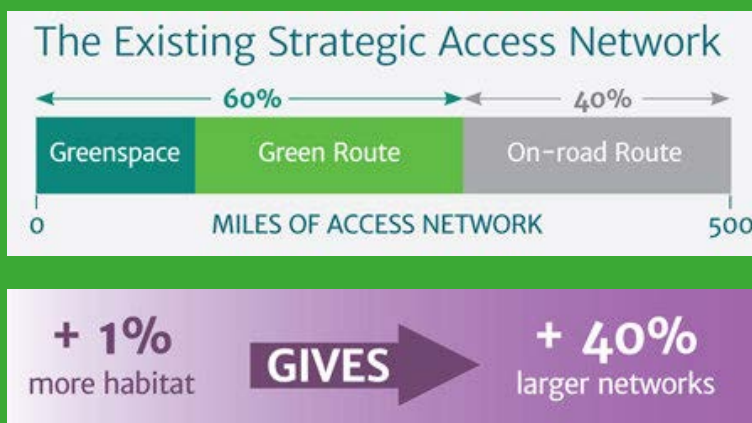 The Existing Strategic Access Network
60% 40%
Greenspace Green Route On-road Route
0 MILES OF ACCESS NETWORK 500
+ 1% GIVES + 40%
more habitat larger networks